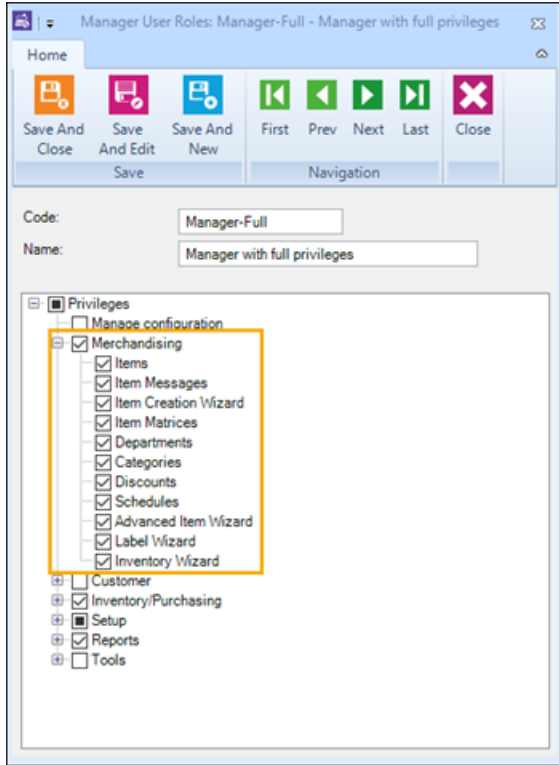 Manager User Roles: Manager-Full - Manager with full privileges
Home
Save And Close
Save And Edit
Save And New
First
Prev
Next
Last
Close
Save
Navigation
Code:
Manager-Full
Name:
Manager with full privileges
Privileges
Manage configuration
Merchandising
Items
Item Messages
Item Creation Wizard
Item Matrices
Departments
Categories
Discounts
Schedules
Advanced Item Wizard
Label Wizard
Inventory Wizard
Customer
Inventory/Purchasing
Setup
Reports
Tools